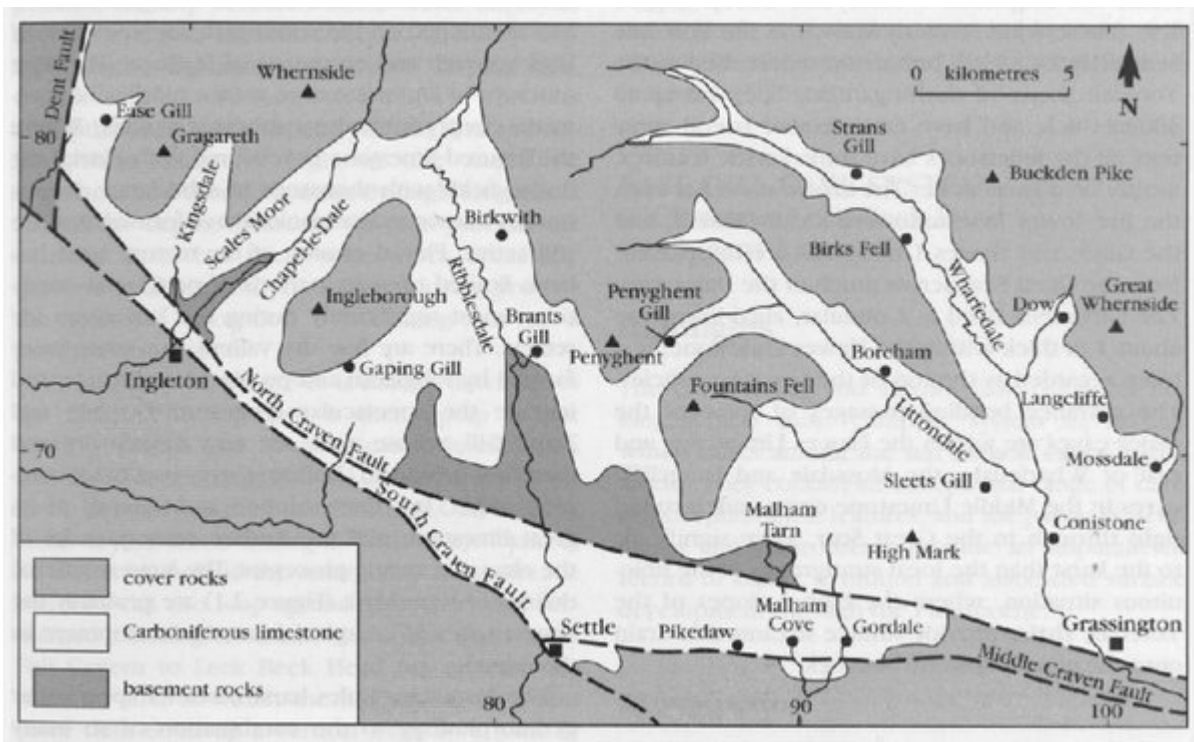 Dent Fault
Whernside
0 kilometres 5
N
Ease Gill
80
Gragareth
Strans
Gill
Buckden Pike
Kingsdale
Scales Moor
Chapel-le-Dale
Birkwith
Birks Fell
Ribblesdale
Wharfedale
Ingleborough
Penyghent
Gill
Dow
Great
Whernside
Brants
Gill
Penyghent
Boreham
Ingleton
Gaping Gill
Fountains Fell
Langcliffe
North Craven Fault
Littondale
70
Mossdale
Sleets Gill
South Craven Fault
Malham
Tarn
Conistone
High Mark
cover rocks
Carboniferous limestone
basement rocks
Settle
Pikedaw
Malham
Cove
Gordale
Grassington
Middle Craven Fault
80
90
100